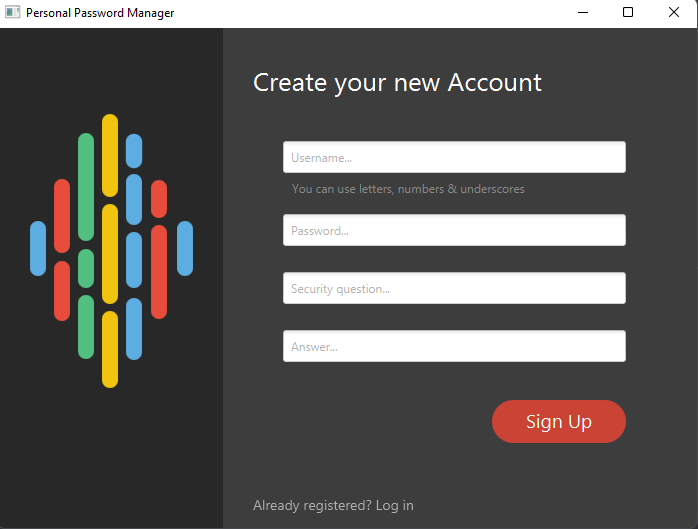 Personal Password Manager
Create your new Account
Username...
You can use letters, numbers & underscores
Password...
Security question...
Answer...
Sign Up
Already registered? Log in